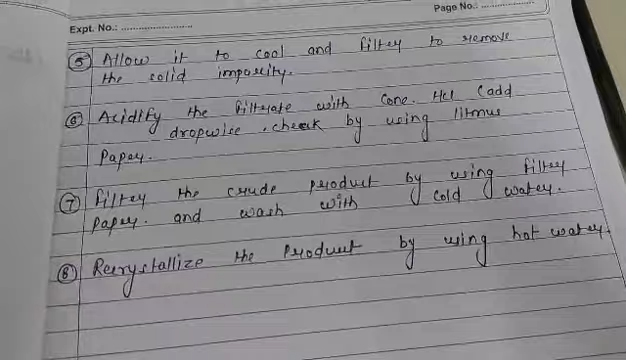 Page No.: ..................
Expt. No.: ........................
⑤ Allow it to cool and filter to remove
the solid impurity.
⑥ Acidify the filtrate with conc. Hcl (add
dropwise . check by using litmus
Paper.
⑦ filter the crude product by using filter
paper. and wash with cold water.
⑧ Recrystallize the product by using hot water.